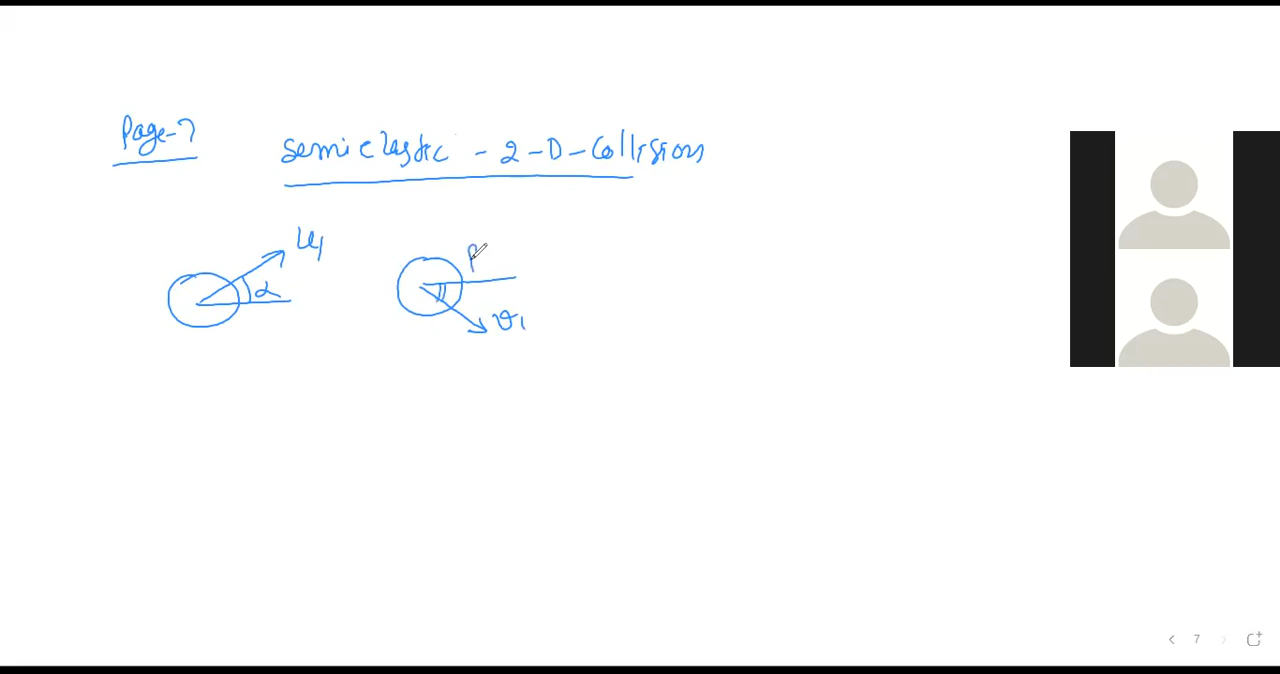 Page-7
semielastic - 2-D-Collision
u₁
α
β
v₁
7